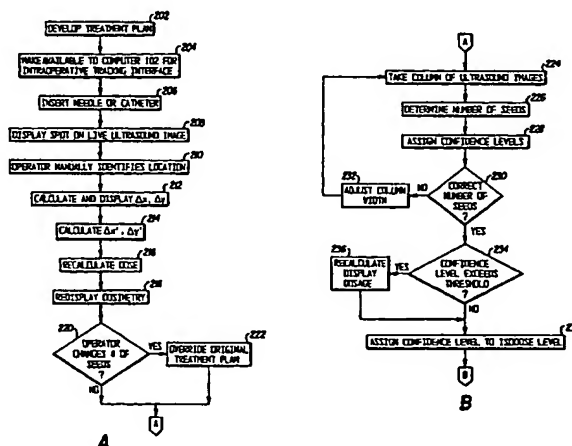 202
DEVELOP TREATMENT PLAN
204
MAKE AVAILABLE TO COMPUTER 102 FOR
INTRAOPERATIVE TRACKING INTERFACE
206
INSERT NEEDLE OR CATHETER
208
DISPLAY SPOT ON LIVE ULTRASOUND IMAGE
210
OPERATOR MANUALLY IDENTIFIES LOCATION
212
CALCULATE AND DISPLAY Δx, Δy
214
CALCULATE Δx', Δy'
216
RECALCULATE DOSE
218
REDISPLAY DOSIMETRY
220
OPERATOR
CHANGES # OF
SEEDS
?
YES
222
OVERRIDE ORIGINAL
TREATMENT PLAN
NO
A
A
A
224
TAKE COLUMN OF ULTRASOUND IMAGES
226
DETERMINE NUMBER OF SEEDS
228
ASSIGN CONFIDENCE LEVELS
230
CORRECT
NUMBER OF
SEEDS
?
NO
232
ADJUST COLUMN
WIDTH
YES
234
CONFIDENCE
LEVEL EXCEEDS
THRESHOLD
?
YES
236
RECALCULATE
DISPLAY
DOSAGE
NO
ASSIGN CONFIDENCE LEVEL TO ISODOSE LEVEL
B
B